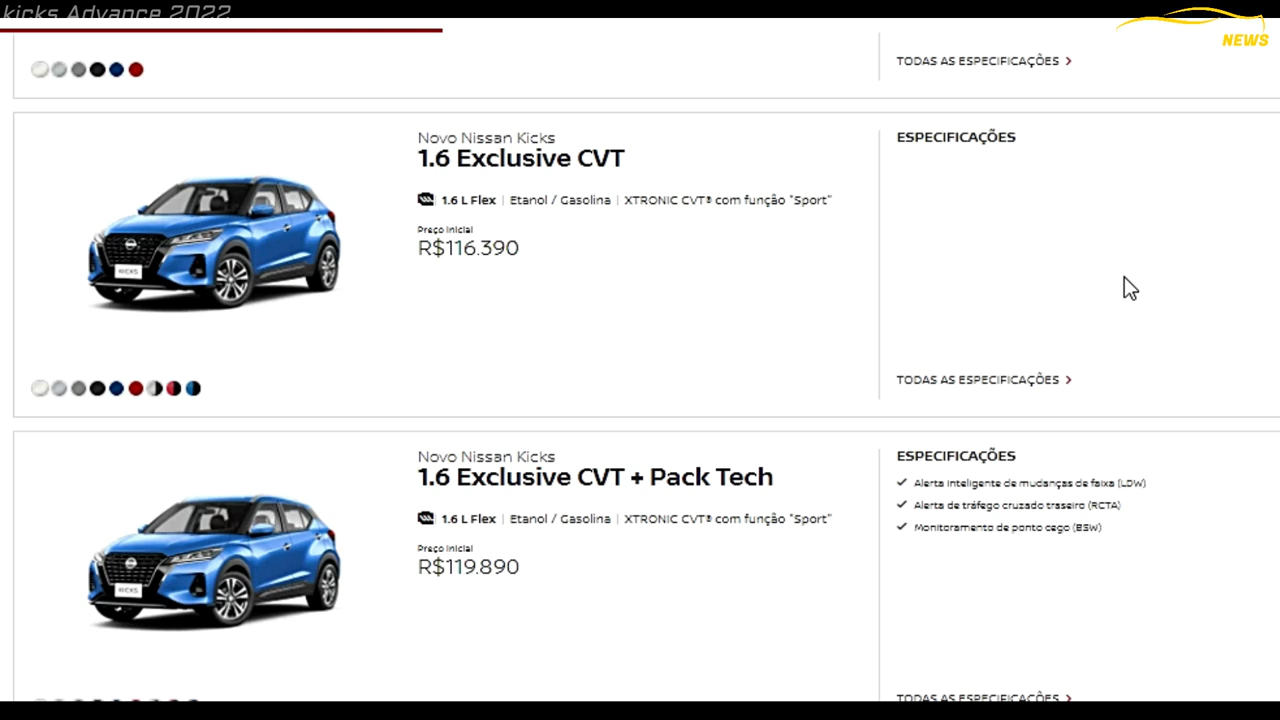 kicks Advance 2022
NEWS
TODAS AS ESPECIFICAÇÕES
Novo Nissan Kicks
1.6 Exclusive CVT
1.6 L Flex | Etanol / Gasolina | XTRONIC CVT® com função "Sport"
Preço Inicial
R$116.390
ESPECIFICAÇÕES
TODAS AS ESPECIFICAÇÕES
KICKS
Novo Nissan Kicks
1.6 Exclusive CVT + Pack Tech
1.6 L Flex | Etanol / Gasolina | XTRONIC CVT® com função "Sport"
Preço Inicial
R$119.890
ESPECIFICAÇÕES
Alerta inteligente de mudanças de faixa (LDW)
Alerta de tráfego cruzado traseiro (RCTA)
Monitoramento de ponto cego (BSW)
KICKS
TODAS AS ESPECIFICAÇÕES